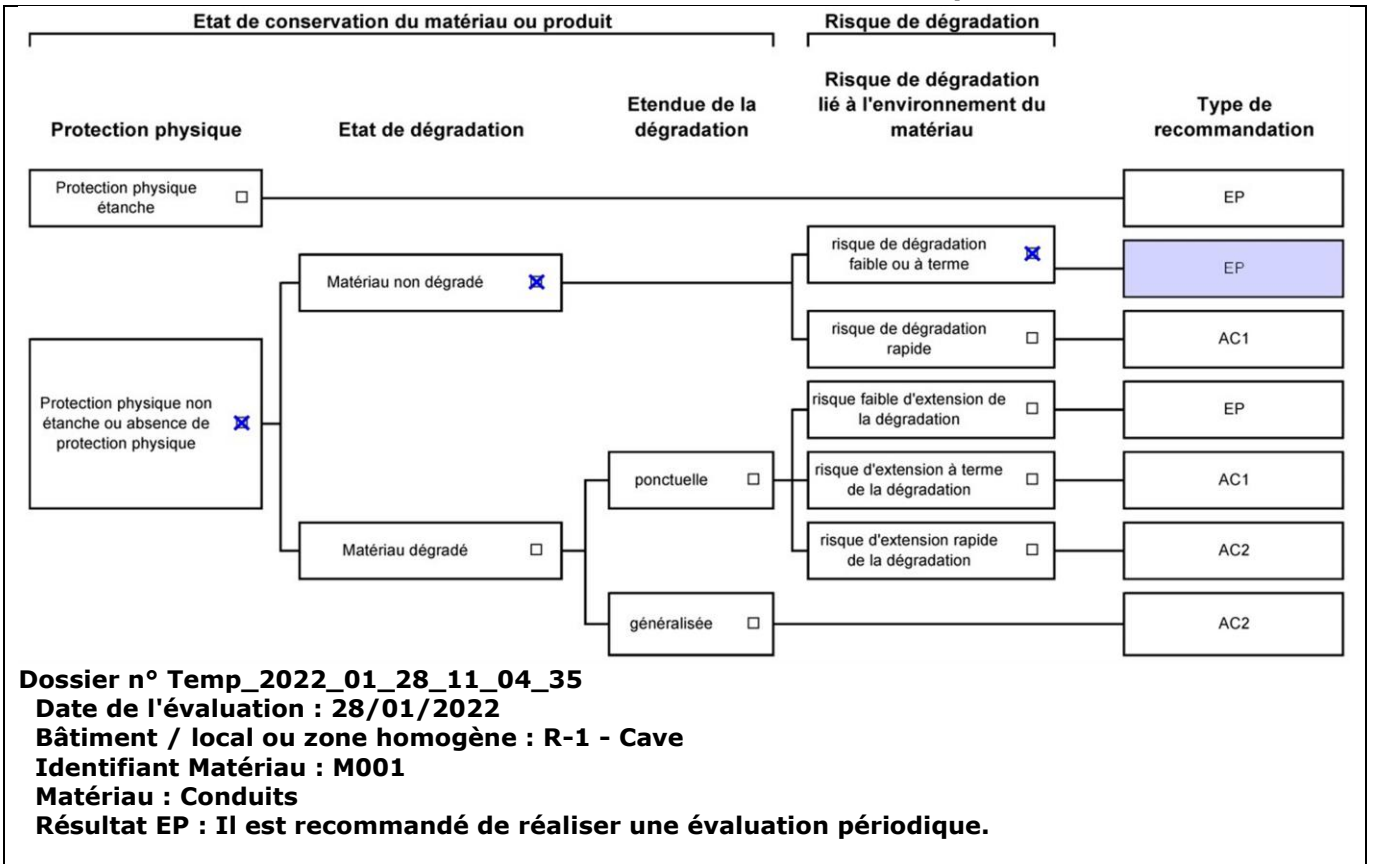 Etat de conservation du matériau ou produit
Risque de dégradation
Protection physique
Etat de dégradation
Etendue de la
dégradation
Risque de dégradation
lié à l'environnement du
matériau
Type de
recommandation
Protection physique
étanche
EP
risque de dégradation
faible ou à terme
EP
Matériau non dégradé
risque de dégradation
rapide
AC1
Protection physique non
étanche ou absence de
protection physique
risque faible d'extension de
la dégradation
EP
ponctuelle
risque d'extension à terme
de la dégradation
AC1
Matériau dégradé
risque d'extension rapide
de la dégradation
AC2
généralisée
AC2
Dossier n° Temp_2022_01_28_11_04_35
Date de l'évaluation : 28/01/2022
Bâtiment / local ou zone homogène : R-1 - Cave
Identifiant Matériau : M001
Matériau : Conduits
Résultat EP : Il est recommandé de réaliser une évaluation périodique.